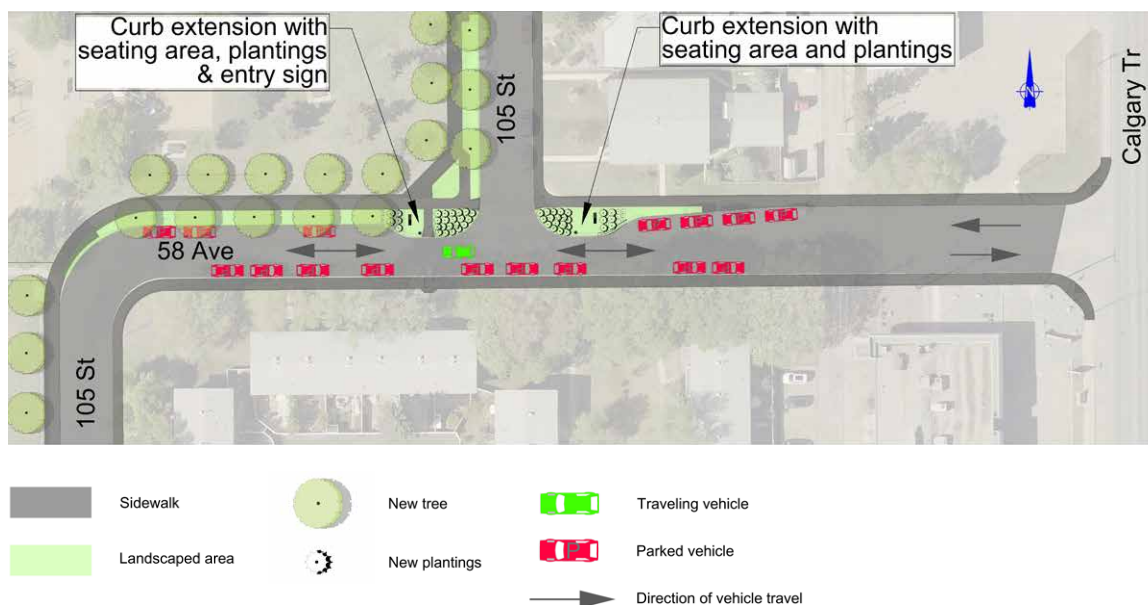 Curb extension with
seating area, plantings
& entry sign
Curb extension with
seating area and plantings
105 St
N
Calgary Tr
58 Ave
105 St
Sidewalk
New tree
Traveling vehicle
Landscaped area
New plantings
P
Parked vehicle
Direction of vehicle travel